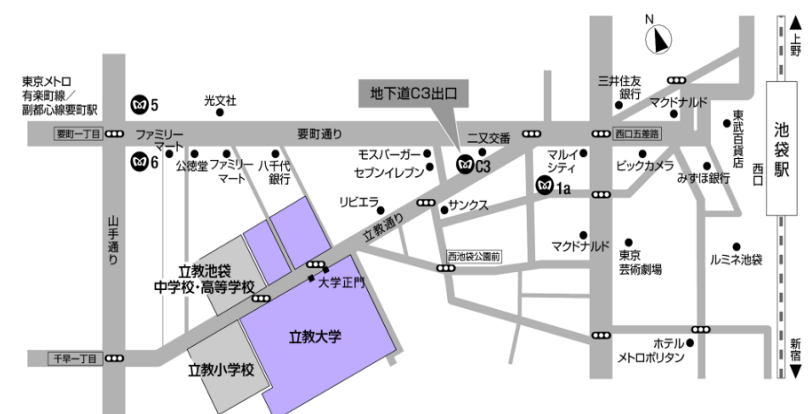 N
上野
東京メトロ
有楽町線／
副都心線要町駅
5
光文社
地下道C3出口
三井住友
銀行
マクドナルド
東武百貨店
池袋駅
西口
要町一丁目
ファミリー
マート
要町通り
二又交番
西口五差路
6
公徳堂
ファミリー
マート
八千代
銀行
モスバーガー
セブンイレブン
C3
マルイ
シティ
1a
ビックカメラ
みずほ銀行
山手通り
リビエラ
サンクス
立教通り
西池袋公園前
マクドナルド
東京
芸術劇場
ルミネ池袋
立教池袋
中学校・高等学校
大学正門
立教大学
立教小学校
千早一丁目
ホテル
メトロポリタン
新宿